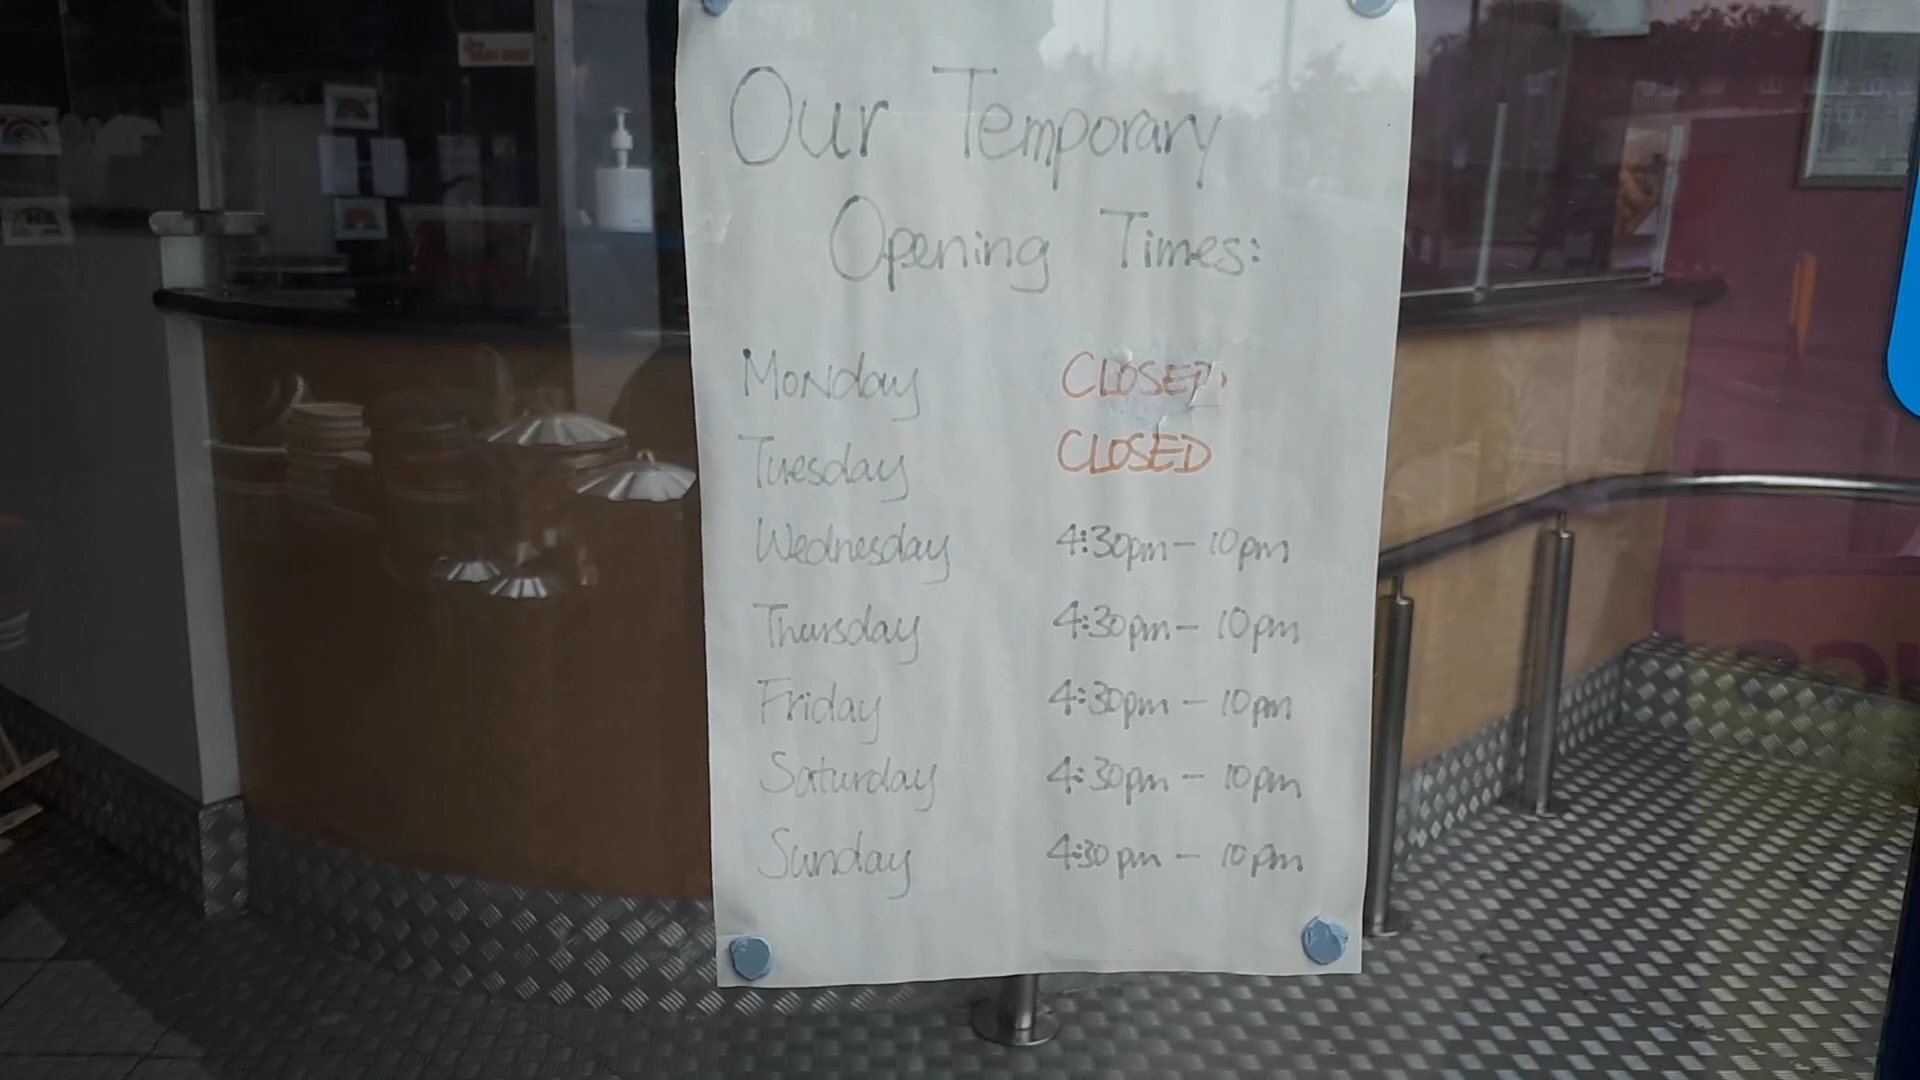 Our Temporary
Opening Times:
Monday CLOSED
Tuesday CLOSED
Wednesday 4:30pm - 10pm
Thursday 4:30pm - 10pm
Friday 4:30pm - 10pm
Saturday 4:30pm - 10pm
Sunday 4:30pm - 10pm